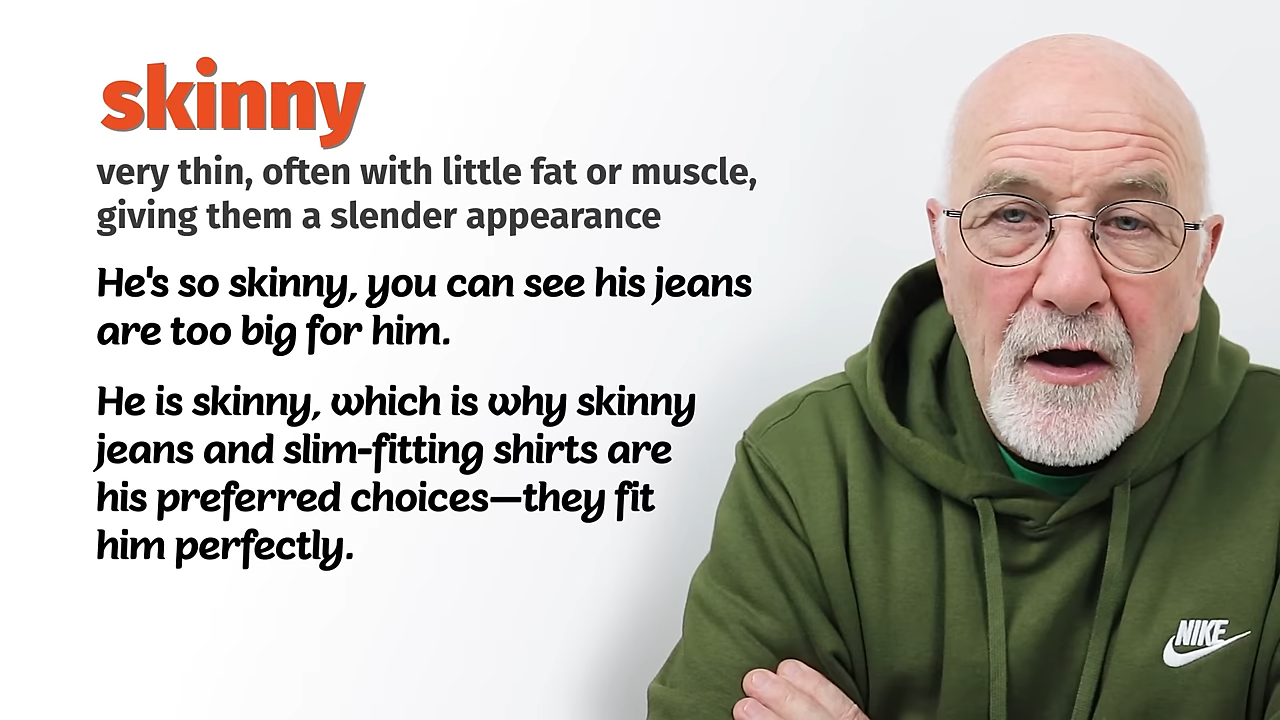 skinny
very thin, often with little fat or muscle,
giving them a slender appearance
He's so skinny, you can see his jeans
are too big for him.
He is skinny, which is why skinny
jeans and slim-fitting shirts are
his preferred choices—they fit
him perfectly.
NIKE